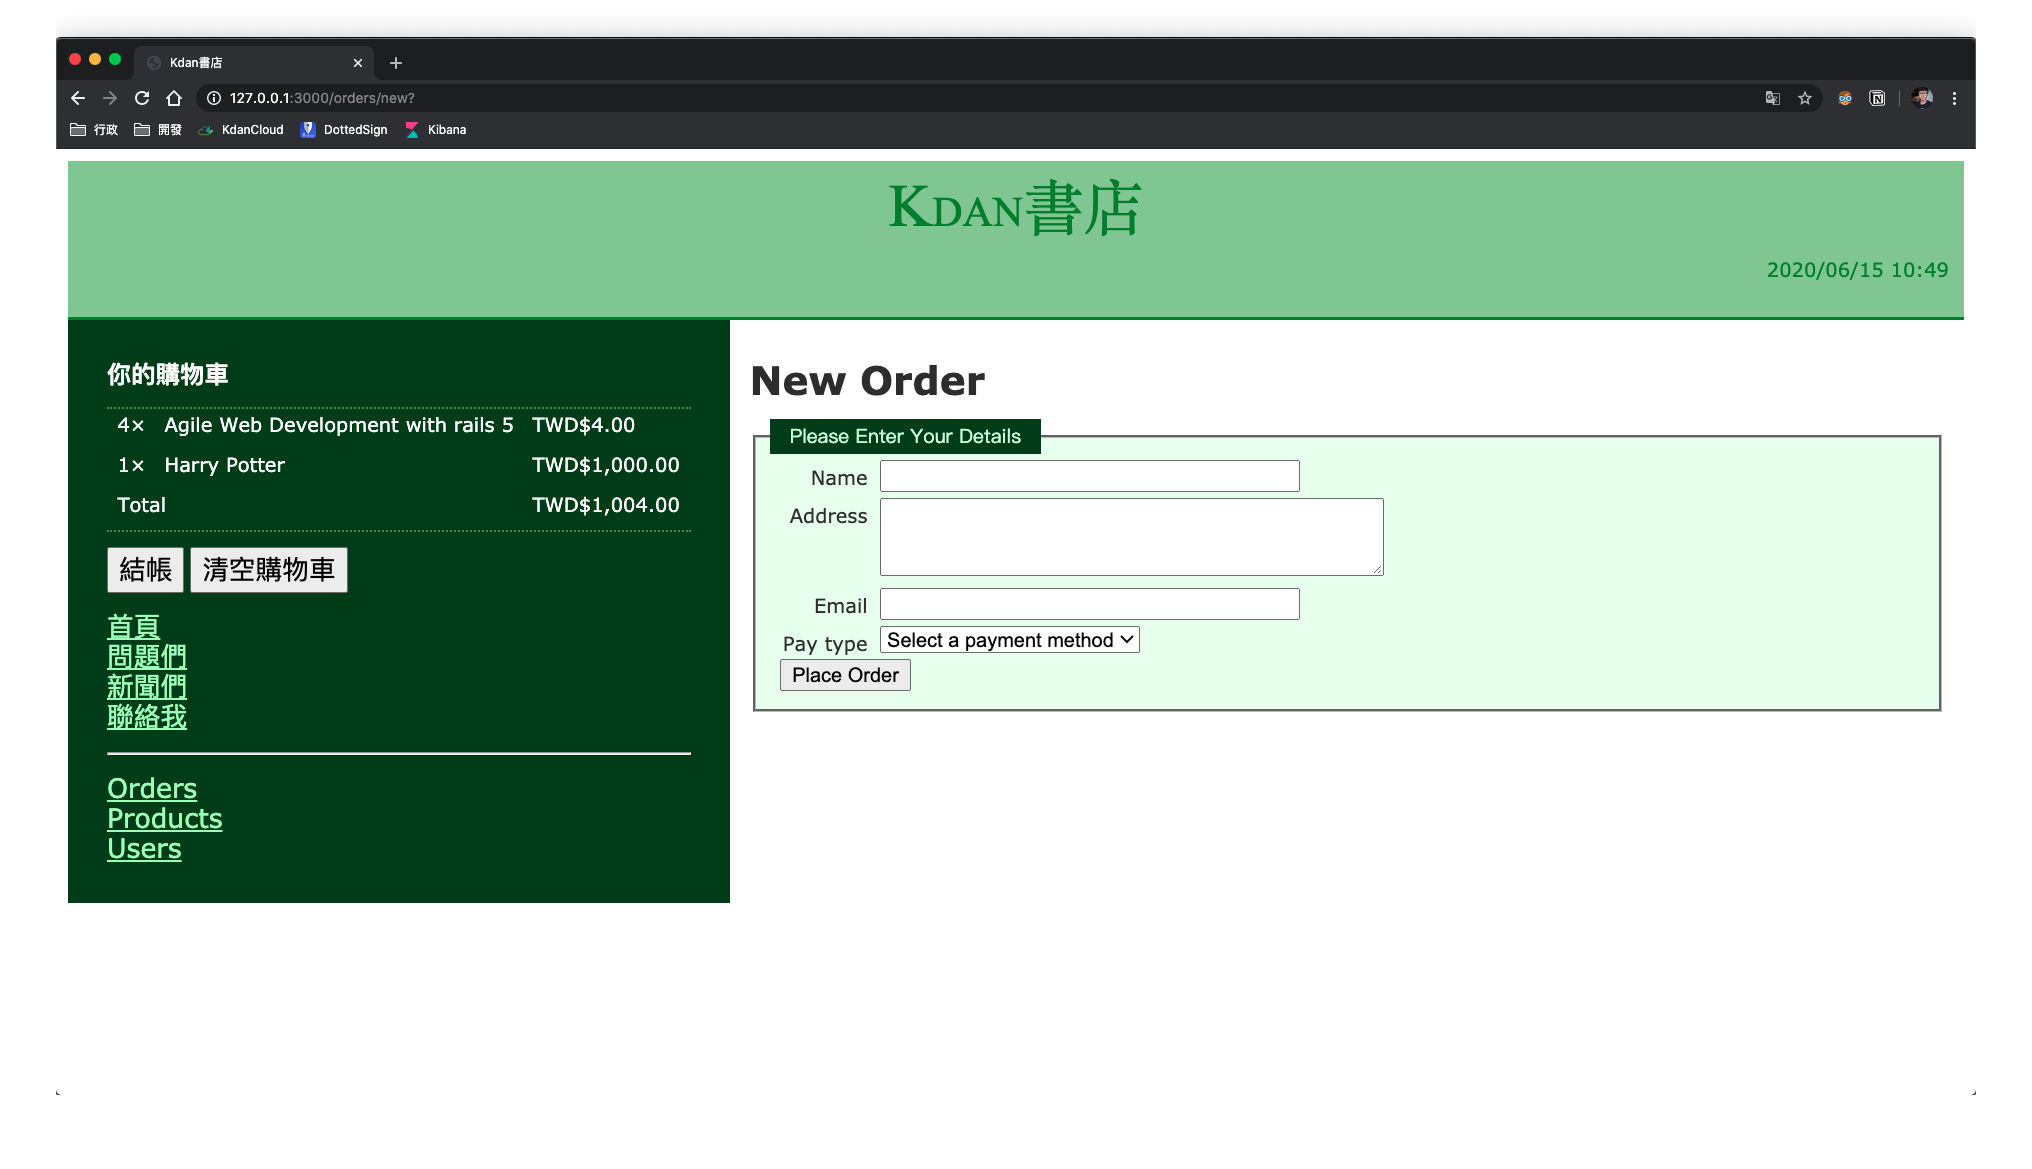 Kdan書店
127.0.0.1:3000/orders/new?
行政 開發 KdanCloud DottedSign Kibana
KDAN書店
2020/06/15 10:49
你的購物車
4× Agile Web Development with rails 5 TWD$4.00
1× Harry Potter TWD$1,000.00
Total TWD$1,004.00
結帳 清空購物車
首頁
問題們
新聞們
聯絡我
Orders
Products
Users
New Order
Please Enter Your Details
Name
Address
Email
Pay type Select a payment method
Place Order